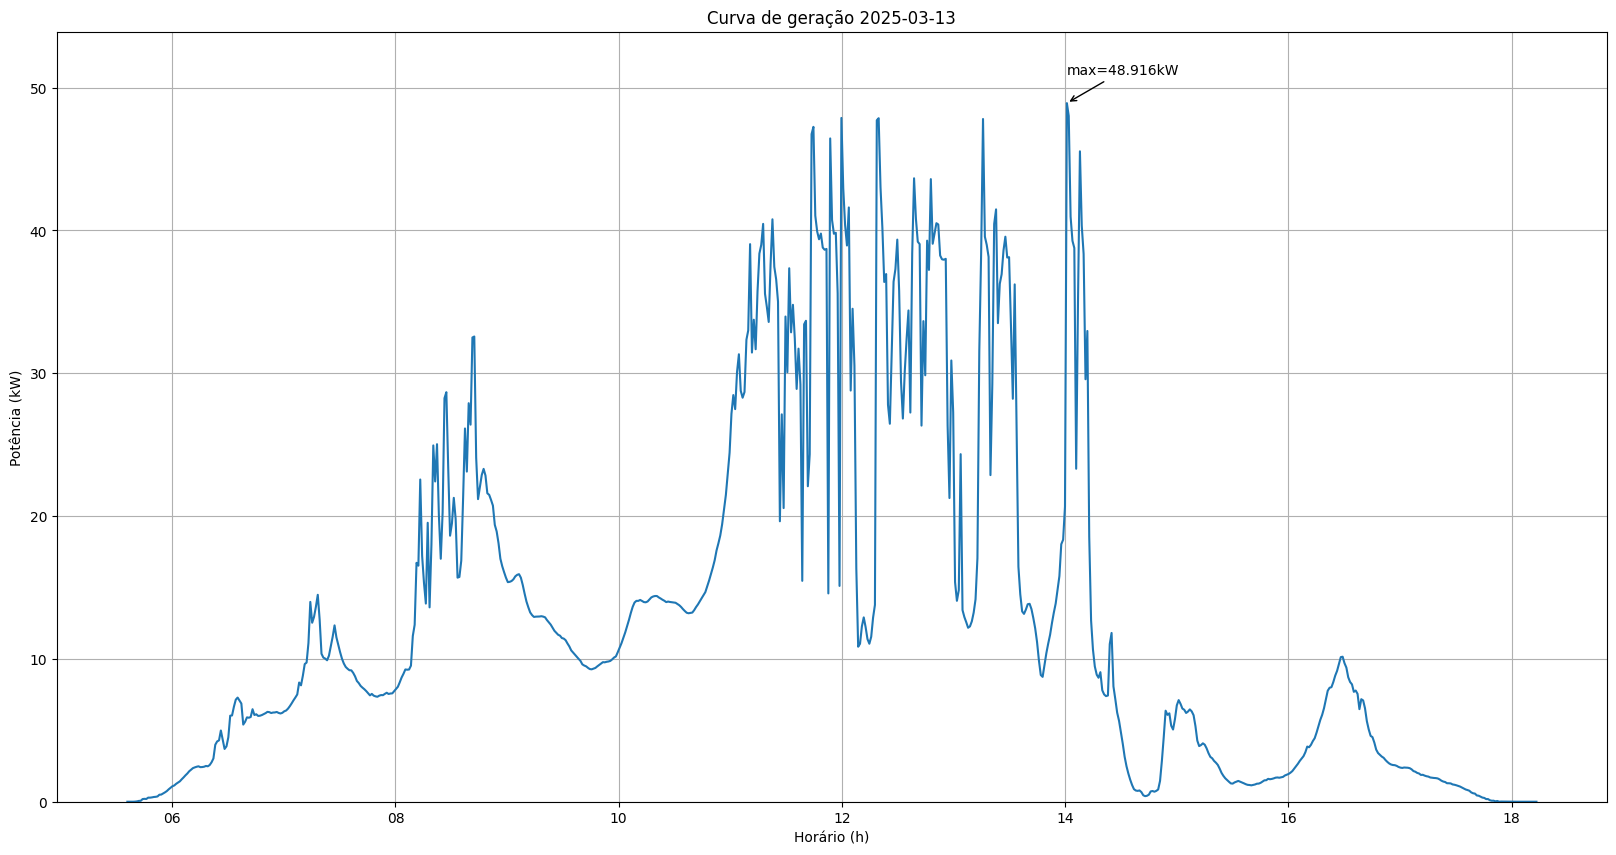 Curva de geração 2025-03-13
max=48.916kW
50
40
30
20
10
0
Potência (kW)
06 08 10 12 14 16 18
Horário (h)